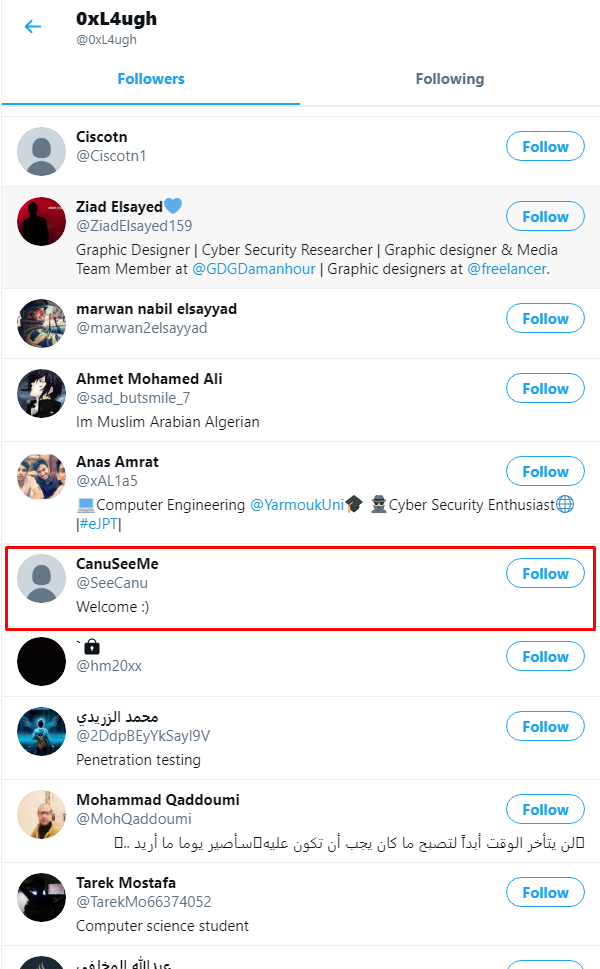 0xL4ugh
@0xL4ugh
Followers Following
Ciscotn
@Ciscotn1
Follow
Ziad Elsayed💙
@ZiadElsayed159
Follow
Graphic Designer | Cyber Security Researcher | Graphic designer & Media
Team Member at @GDGDamanhour | Graphic designers at @freelancer.
marwan nabil elsayyad
@marwan2elsayyad
Follow
Ahmet Mohamed Ali
@sad_butsmile_7
Follow
Im Muslim Arabian Algerian
Anas Amrat
@xAL1a5
Follow
💻Computer Engineering @YarmoukUni🎓 🕵Cyber Security Enthusiast🌐
|#eJPT|
CanuSeeMe
@SeeCanu
Follow
Welcome :)
`🔒
@hm20xx
Follow
محمد الزريدي
@2DdpBEyYkSayI9V
Follow
Penetration testing
Mohammad Qaddoumi
@MohQaddoumi
Follow
لن يتأخر الوقت أبداً لتصبح ما كان يجب أن تكون عليه سأصير يوما ما أريد ..
Tarek Mostafa
@TarekMo66374052
Follow
Computer science student
عبدالله المخلفي